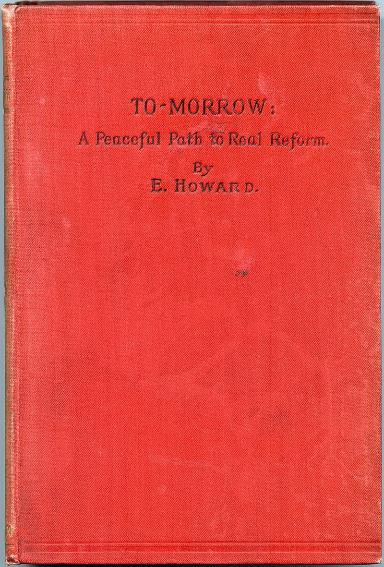 TO-MORROW:
A Peaceful Path to Real Reform.
By
E. HOWARD.